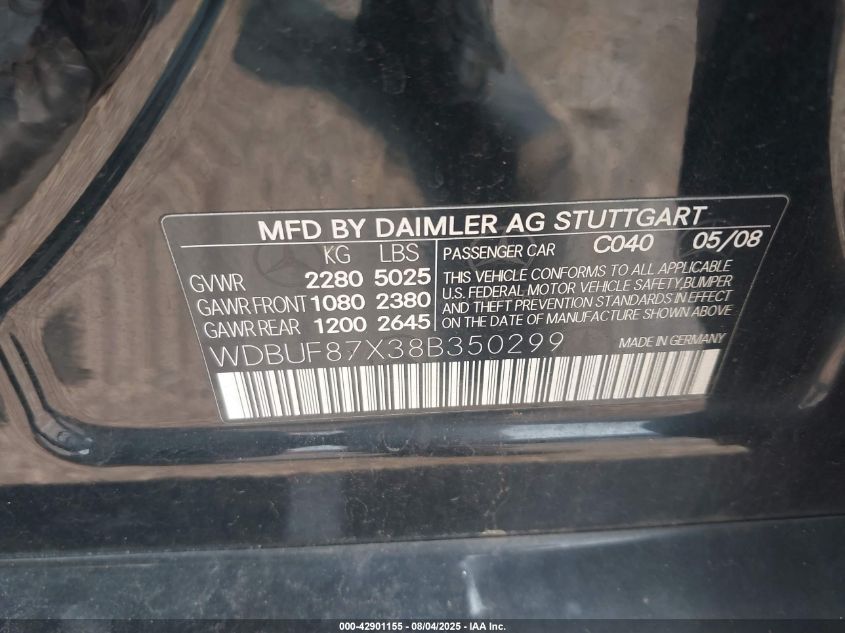 MFD BY DAIMLER AG STUTTGART
KG LBS
GVWR 2280 5025
GAWR FRONT 1080 2380
GAWR REAR 1200 2645
PASSENGER CAR C040 05/08
THIS VEHICLE CONFORMS TO ALL APPLICABLE
U.S. FEDERAL MOTOR VEHICLE SAFETY,BUMPER
AND THEFT PREVENTION STANDARDS IN EFFECT
ON THE DATE OF MANUFACTURE SHOWN ABOVE
WDBUF87X38B350299
MADE IN GERMANY
000-42901155 - 08/04/2025 - IAA Inc.